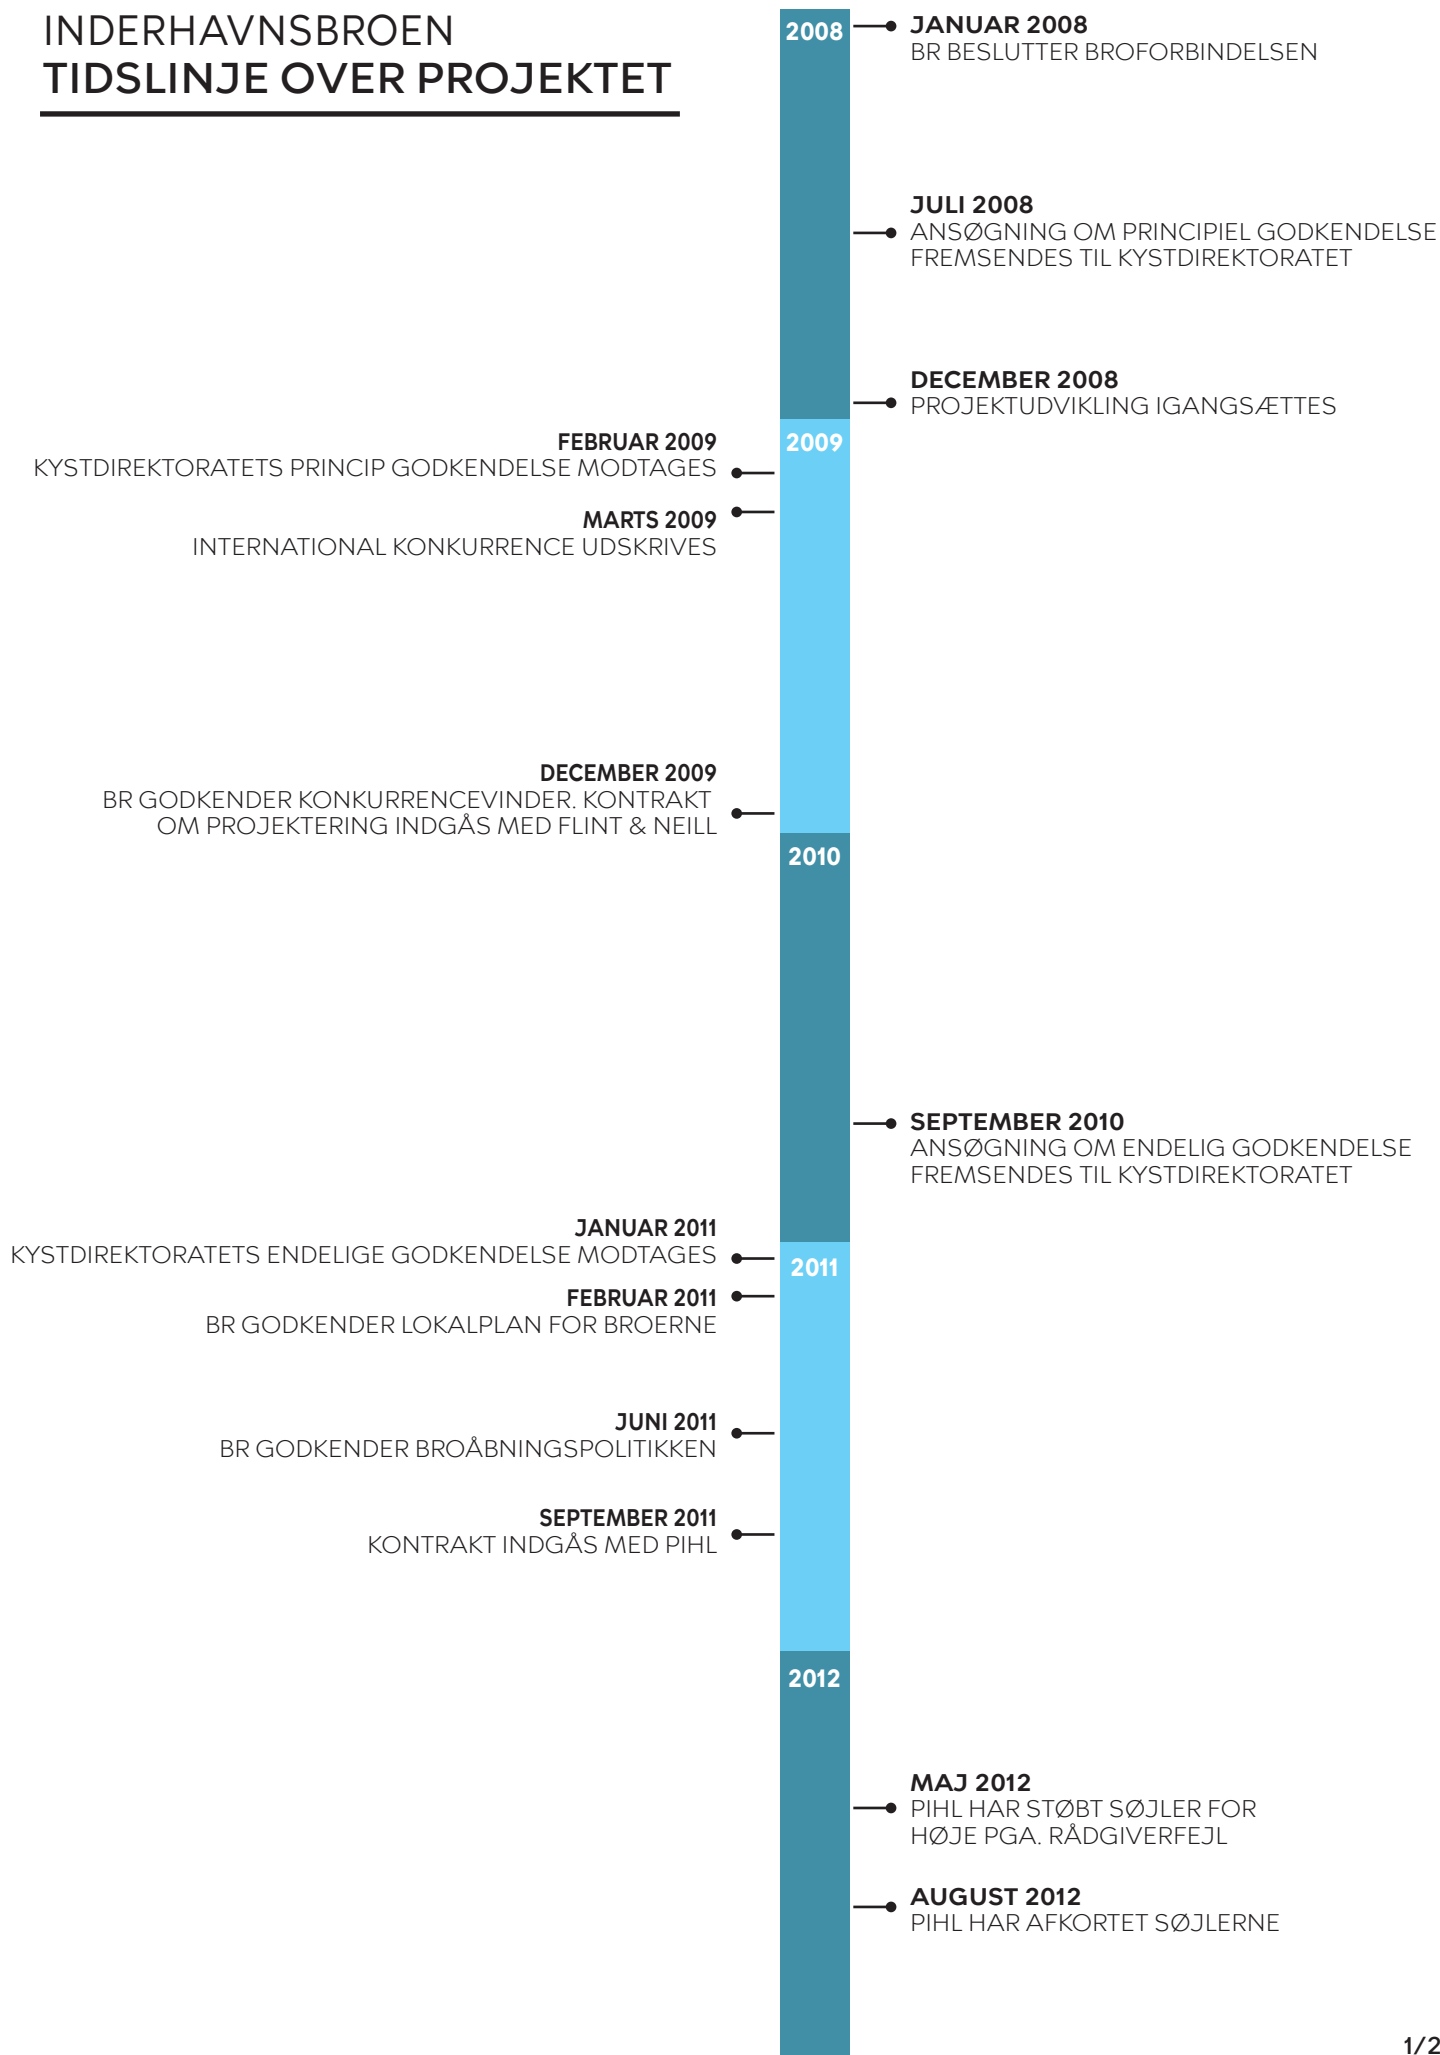 INDERHAVNSBROEN
TIDSLINJE OVER PROJEKTET
2008
JANUAR 2008
BR BESLUTTER BROFORBINDELSEN
JULI 2008
ANSØGNING OM PRINCIPIEL GODKENDELSE
FREMSENDES TIL KYSTDIREKTORATET
DECEMBER 2008
PROJEKTUDVIKLING IGANGSÆTTES
2009
FEBRUAR 2009
KYSTDIREKTORATETS PRINCIP GODKENDELSE MODTAGES
MARTS 2009
INTERNATIONAL KONKURRENCE UDSKRIVES
DECEMBER 2009
BR GODKENDER KONKURRENCEVINDER. KONTRAKT
OM PROJEKTERING INDGÅS MED FLINT & NEILL
2010
SEPTEMBER 2010
ANSØGNING OM ENDELIG GODKENDELSE
FREMSENDES TIL KYSTDIREKTORATET
2011
JANUAR 2011
KYSTDIREKTORATETS ENDELIGE GODKENDELSE MODTAGES
FEBRUAR 2011
BR GODKENDER LOKALPLAN FOR BROERNE
JUNI 2011
BR GODKENDER BROÅBNINGSPOLITIKKEN
SEPTEMBER 2011
KONTRAKT INDGÅS MED PIHL
2012
MAJ 2012
PIHL HAR STØBT SØJLER FOR
HØJE PGA. RÅDGIVERFEJL
AUGUST 2012
PIHL HAR AFKORTET SØJLERNE
1/2